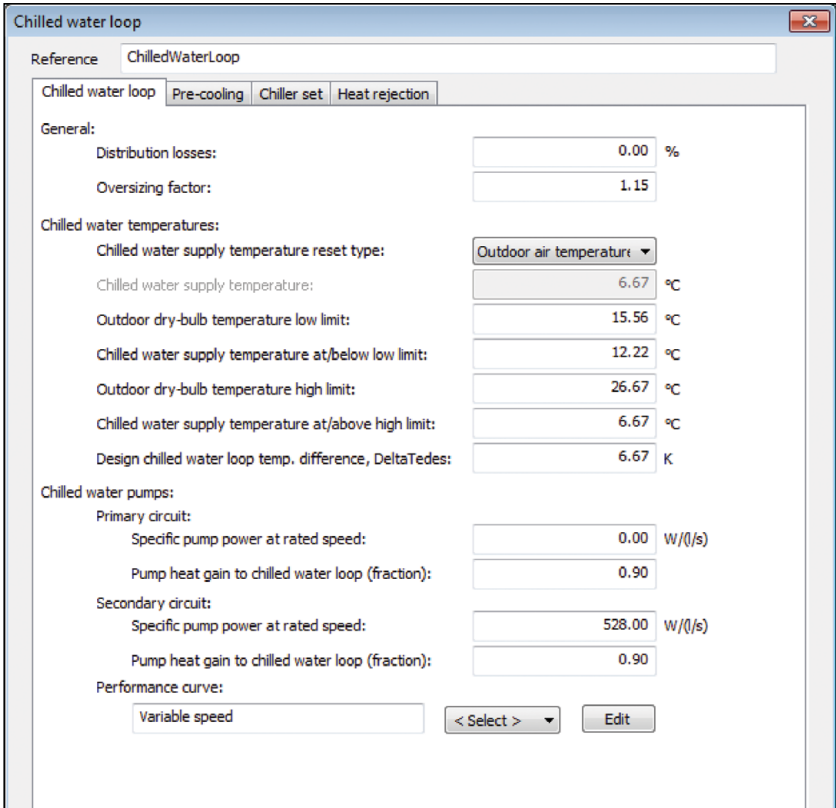 Chilled water loop
Reference ChilledWaterLoop
Chilled water loop Pre-cooling Chiller set Heat rejection
General:
Distribution losses: 0.00 %
Oversizing factor: 1.15
Chilled water temperatures:
Chilled water supply temperature reset type: Outdoor air temperature
Chilled water supply temperature: 6.67 °C
Outdoor dry-bulb temperature low limit: 15.56 °C
Chilled water supply temperature at/below low limit: 12.22 °C
Outdoor dry-bulb temperature high limit: 26.67 °C
Chilled water supply temperature at/above high limit: 6.67 °C
Design chilled water loop temp. difference, DeltaTedes: 6.67 K
Chilled water pumps:
Primary circuit:
Specific pump power at rated speed: 0.00 W/(l/s)
Pump heat gain to chilled water loop (fraction): 0.90
Secondary circuit:
Specific pump power at rated speed: 528.00 W/(l/s)
Pump heat gain to chilled water loop (fraction): 0.90
Performance curve:
Variable speed < Select > Edit